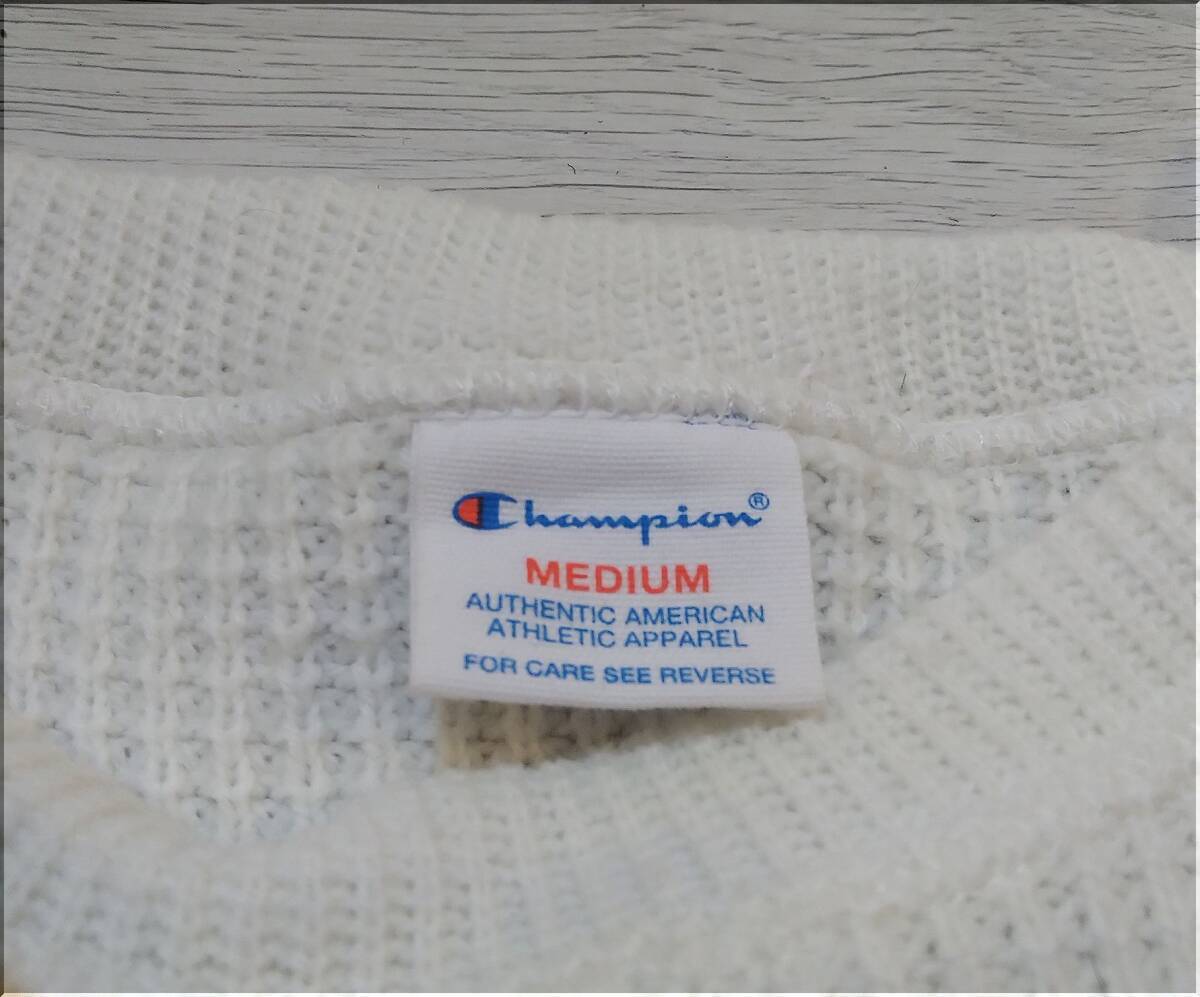 Champion®
MEDIUM
AUTHENTIC AMERICAN
ATHLETIC APPAREL
FOR CARE SEE REVERSE